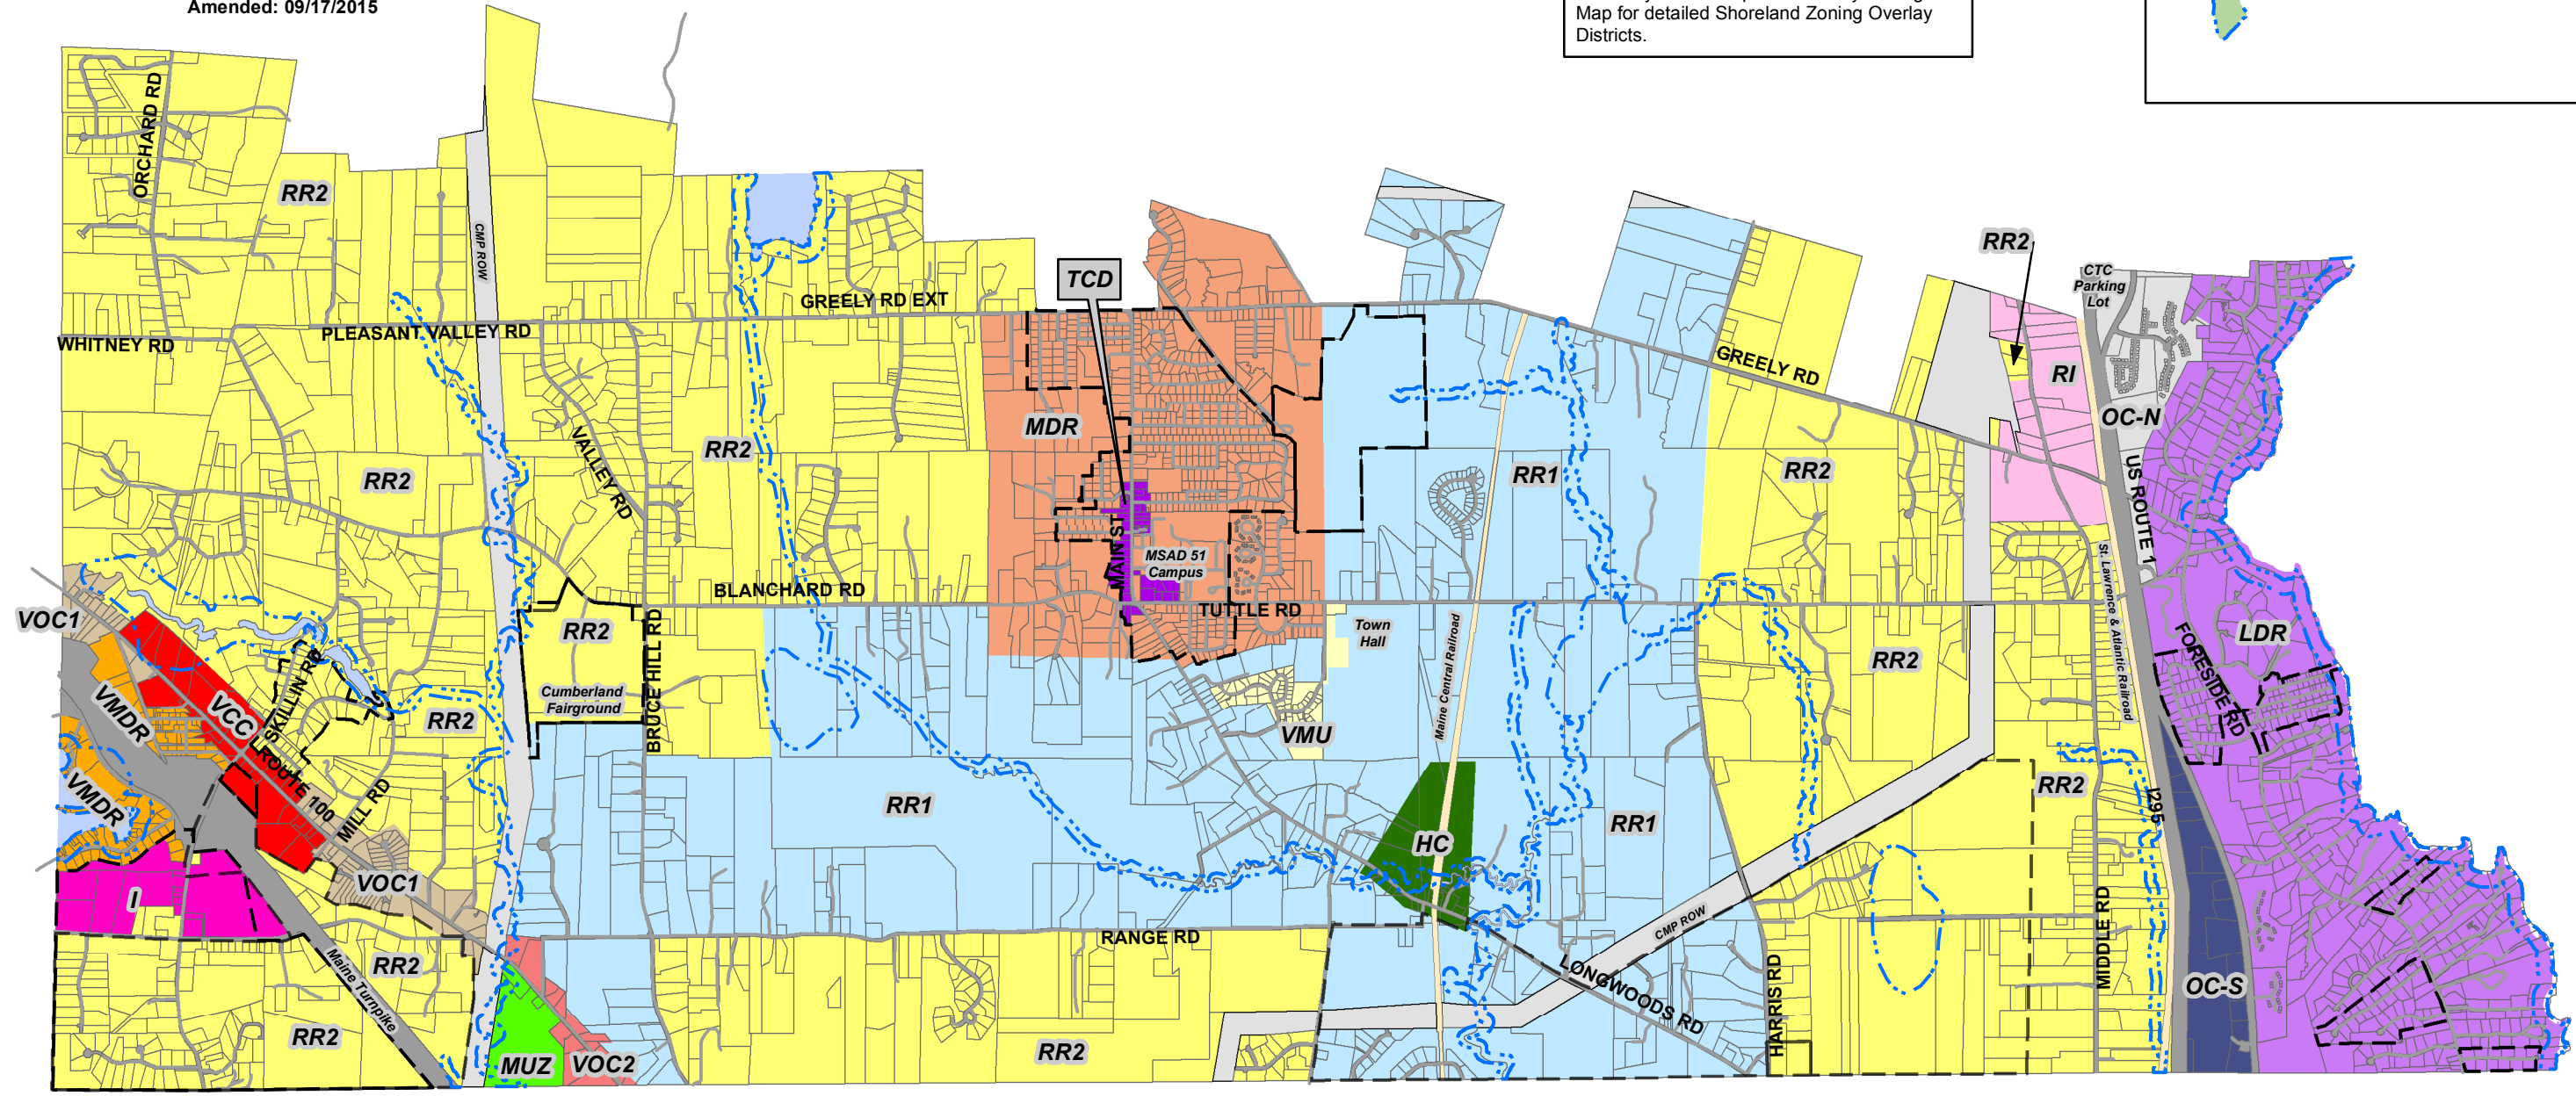 Amended: 09/17/2015
Map for detailed Shoreland Zoning Overlay
Districts.
ORCHARD RD
RR2
CMP ROW
RR2
TCD
CTC
Parking
Lot
GREELY RD EXT
WHITNEY RD
PLEASANT VALLEY RD
GREELY RD
RI
OC-N
MDR
VALLEY RD
RR2
RR2
RR1
RR2
US ROUTE 1
MAIN ST
MSAD 51
Campus
BLANCHARD RD
TUTTLE RD
St. Lawrence & Atlantic Railroad
VOC1
RR2
BRUCE HILL RD
Town
Hall
Maine Central Railroad
RR2
FORESIDE RD
LDR
SKILLIN RD
Cumberland
Fairground
VMDR
VCC
RR2
VMU
ROUTE 100
MILL RD
VMDR
RR1
HC
RR1
RR2
I295
I
VOC1
RANGE RD
CMP ROW
MIDDLE RD
Maine Turnpike
RR2
LONGWOODS RD
HARRIS RD
OC-S
RR2
MUZ
VOC2
RR2